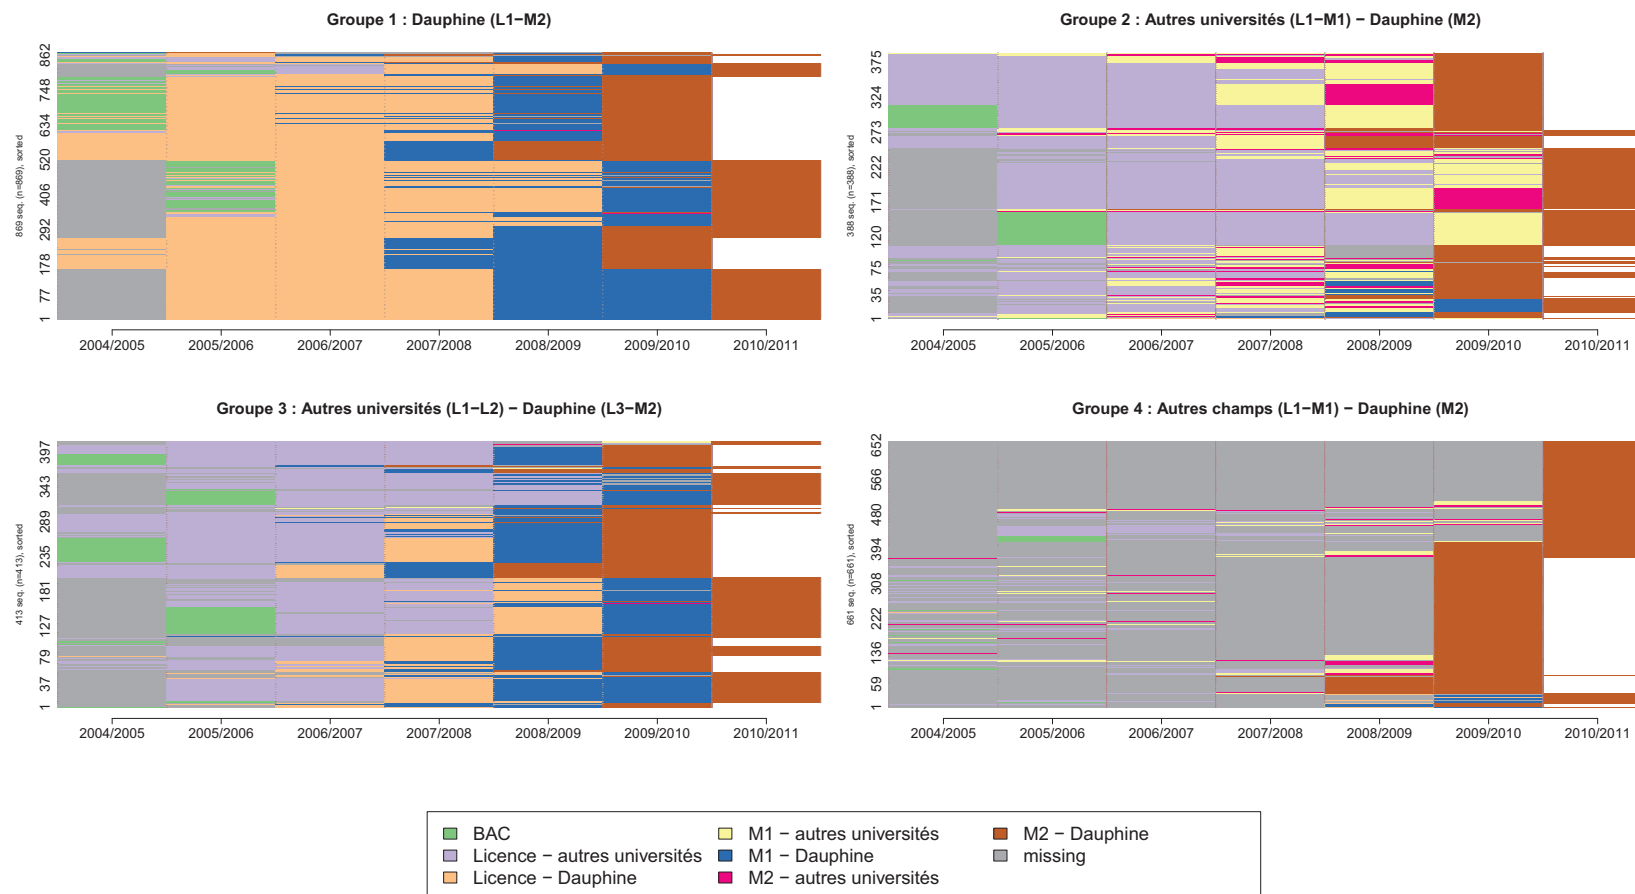 Groupe 1 : Dauphine (L1−M2)
869 seq. (n=869), sorted
862
748
634
520
406
292
178
77
1
2004/2005 2005/2006 2006/2007 2007/2008 2008/2009 2009/2010 2010/2011
Groupe 2 : Autres universités (L1−M1) − Dauphine (M2)
388 seq. (n=388), sorted
375
324
273
222
171
120
75
35
1
2004/2005 2005/2006 2006/2007 2007/2008 2008/2009 2009/2010 2010/2011
Groupe 3 : Autres universités (L1−L2) − Dauphine (L3−M2)
413 seq. (n=413), sorted
397
343
289
235
181
127
79
37
1
2004/2005 2005/2006 2006/2007 2007/2008 2008/2009 2009/2010 2010/2011
Groupe 4 : Autres champs (L1−M1) − Dauphine (M2)
661 seq. (n=661), sorted
652
566
480
394
308
222
136
59
1
2004/2005 2005/2006 2006/2007 2007/2008 2008/2009 2009/2010 2010/2011
BAC
Licence − autres universités
Licence − Dauphine
M1 − autres universités
M1 − Dauphine
M2 − autres universités
M2 − Dauphine
missing